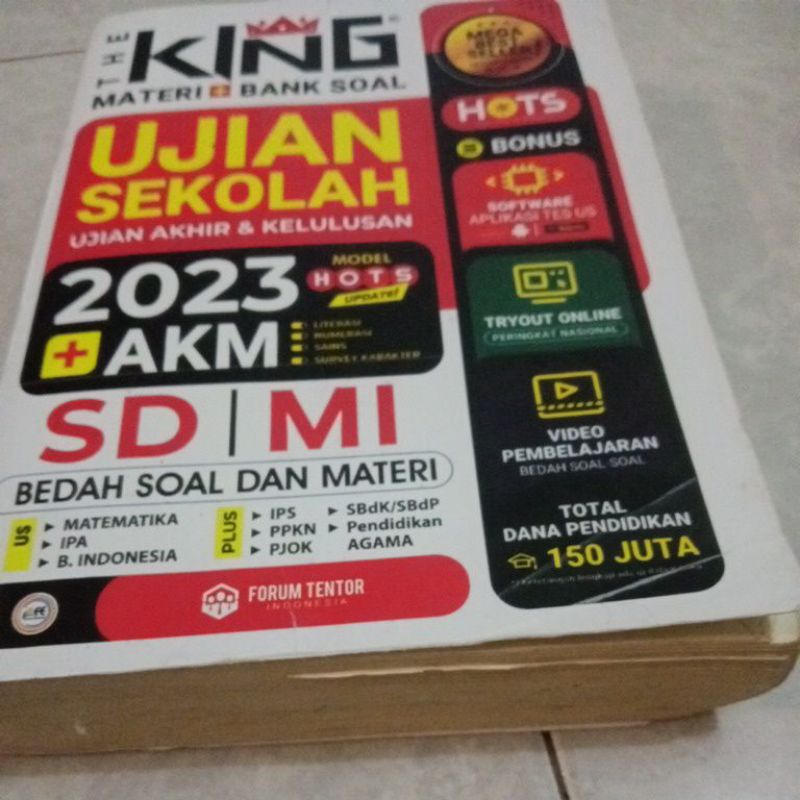 THE
KING
MATERI + BANK SOAL
UJIAN
SEKOLAH
UJIAN AKHIR & KELULUSAN
2023
+ AKM
MODEL
HOTS
UPDATE!
LITERASI
NUMERASI
SAINS
SURVEY KARAKTER
SD | MI
BEDAH SOAL DAN MATERI
US
MATEMATIKA
IPA
B. INDONESIA
PLUS
IPS
PPKN
PJOK
SBdK/SBdP
Pendidikan
AGAMA
FORUM TENTOR
INDONESIA
MEGA
BEST
SELLER
HOTS
BONUS
SOFTWARE
APLIKASI TES US
TRYOUT ONLINE
PERINGKAT NASIONAL
VIDEO
PEMBELAJARAN
BEDAH SOAL SOAL
TOTAL
DANA PENDIDIKAN
150 JUTA